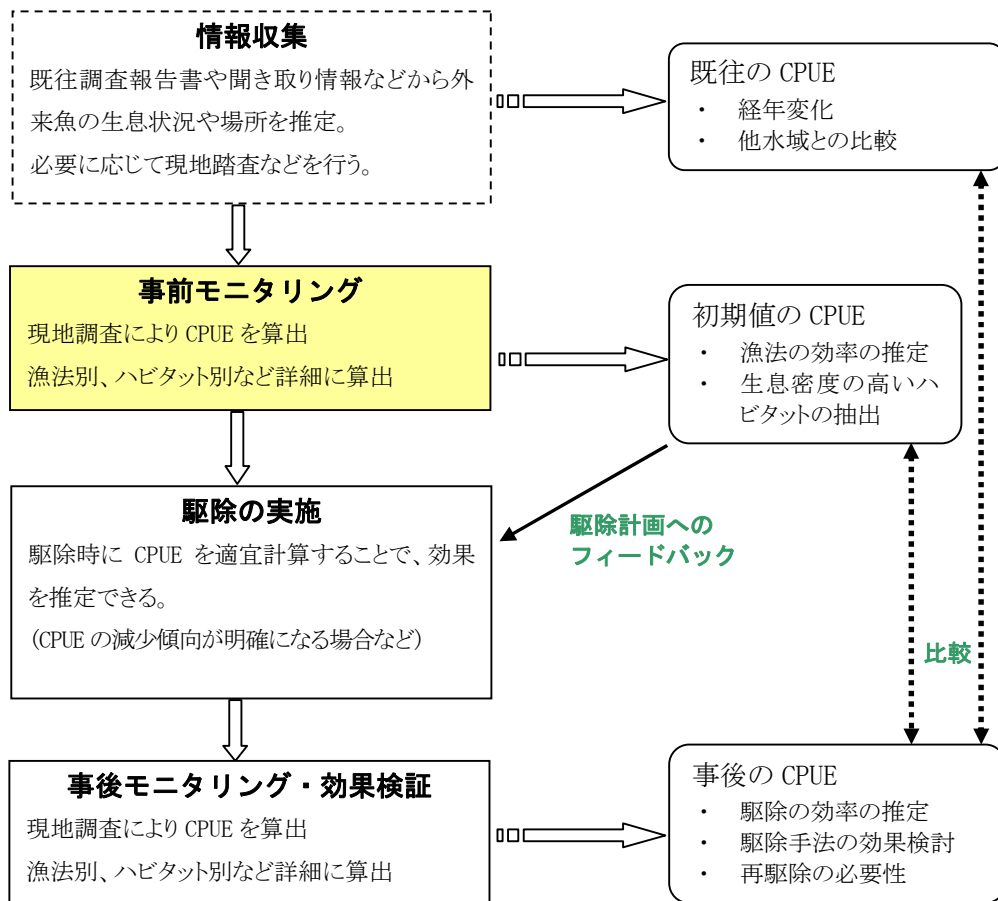 情報収集
既往調査報告書や聞き取り情報などから外
来魚の生息状況や場所を推定。
必要に応じて現地踏査などを行う。
既往の CPUE
・ 経年変化
・ 他水域との比較
事前モニタリング
現地調査により CPUE を算出
漁法別、ハビタット別など詳細に算出
初期値の CPUE
・ 漁法の効率の推定
・ 生息密度の高いハ
ビタットの抽出
駆除の実施
駆除時に CPUE を適宜計算することで、効果
を推定できる。
(CPUE の減少傾向が明確になる場合など)
駆除計画への
フィードバック
比較
事後モニタリング・効果検証
現地調査により CPUE を算出
漁法別、ハビタット別など詳細に算出
事後の CPUE
・ 駆除の効率の推定
・ 駆除手法の効果検討
・ 再駆除の必要性